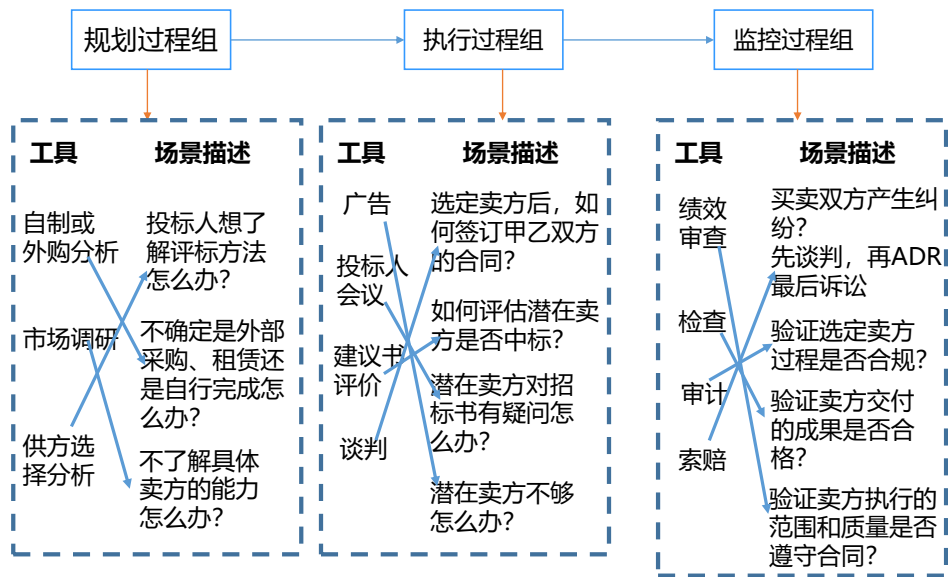 规划过程组
执行过程组
监控过程组
工具
场景描述
自制或
外购分析
市场调研
供方选
择分析
投标人想了
解评标方法
怎么办？
不确定是外部
采购、租赁还
是自行完成怎
么办？
不了解具体
卖方的能力
怎么办？
工具
场景描述
广告
投标人
会议
建议书
评价
谈判
选定卖方后，如
何签订甲乙双方
的合同？
如何评估潜在卖
方是否中标？
潜在卖方对招
标书有疑问怎
么办？
潜在卖方不够
怎么办？
工具
场景描述
绩效
审查
检查
审计
索赔
买卖双方产生纠
纷？
先谈判，再ADR
最后诉讼
验证选定卖方
过程是否合规？
验证卖方交付
的成果是否合
格？
验证卖方执行的
范围和质量是否
遵守合同？